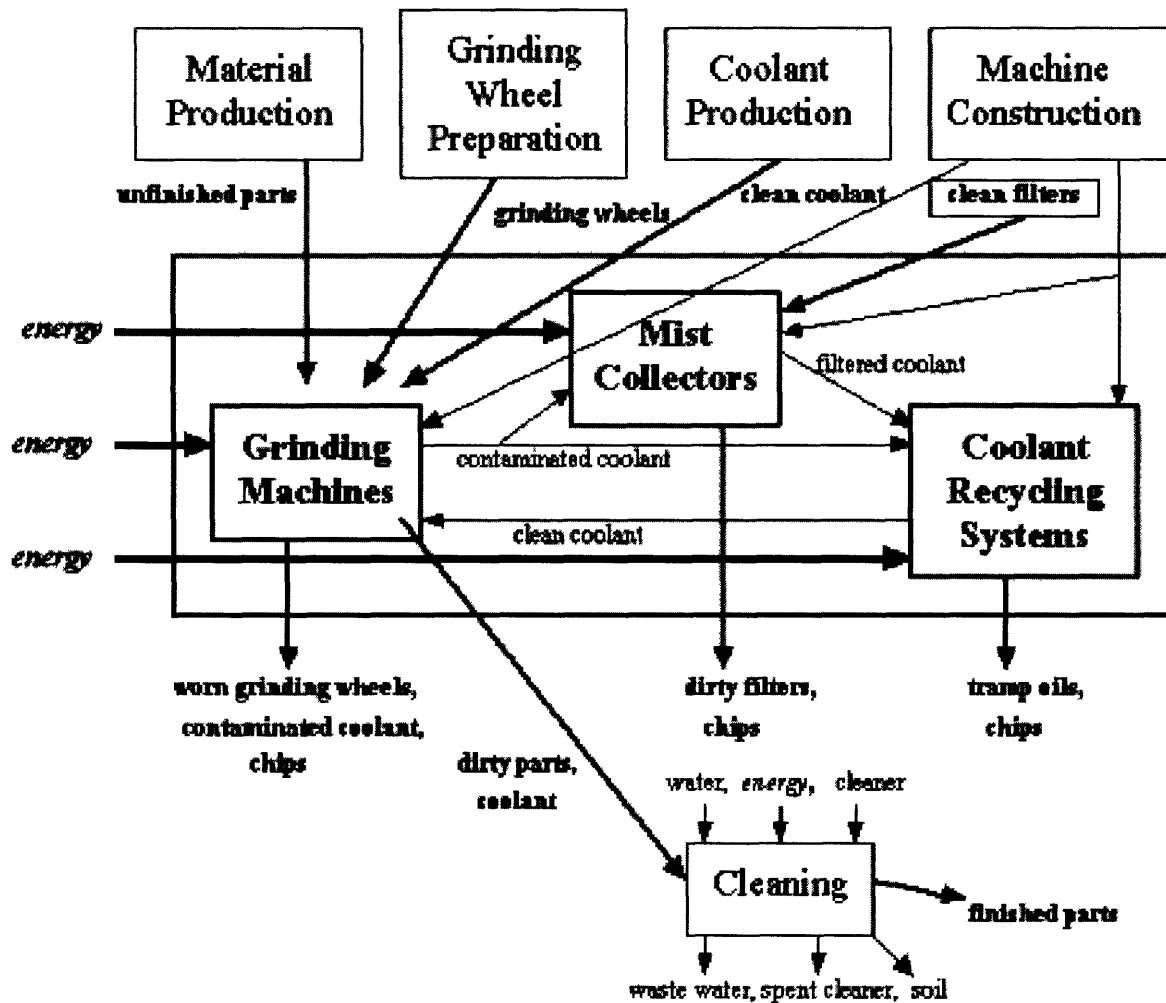 Material
Production
Grinding
Wheel
Preparation
Coolant
Production
Machine
Construction
unfinished parts
grinding wheels
clean coolant
clean filters
energy
Mist
Collectors
filtered coolant
energy
Grinding
Machines
contaminated coolant
Coolant
Recycling
Systems
clean coolant
energy
worn grinding wheels,
contaminated coolant,
chips
dirty filters,
chips
tramp oils,
chips
dirty parts,
coolant
water, energy, cleaner
Cleaning
finished parts
waste water, spent cleaner, soil